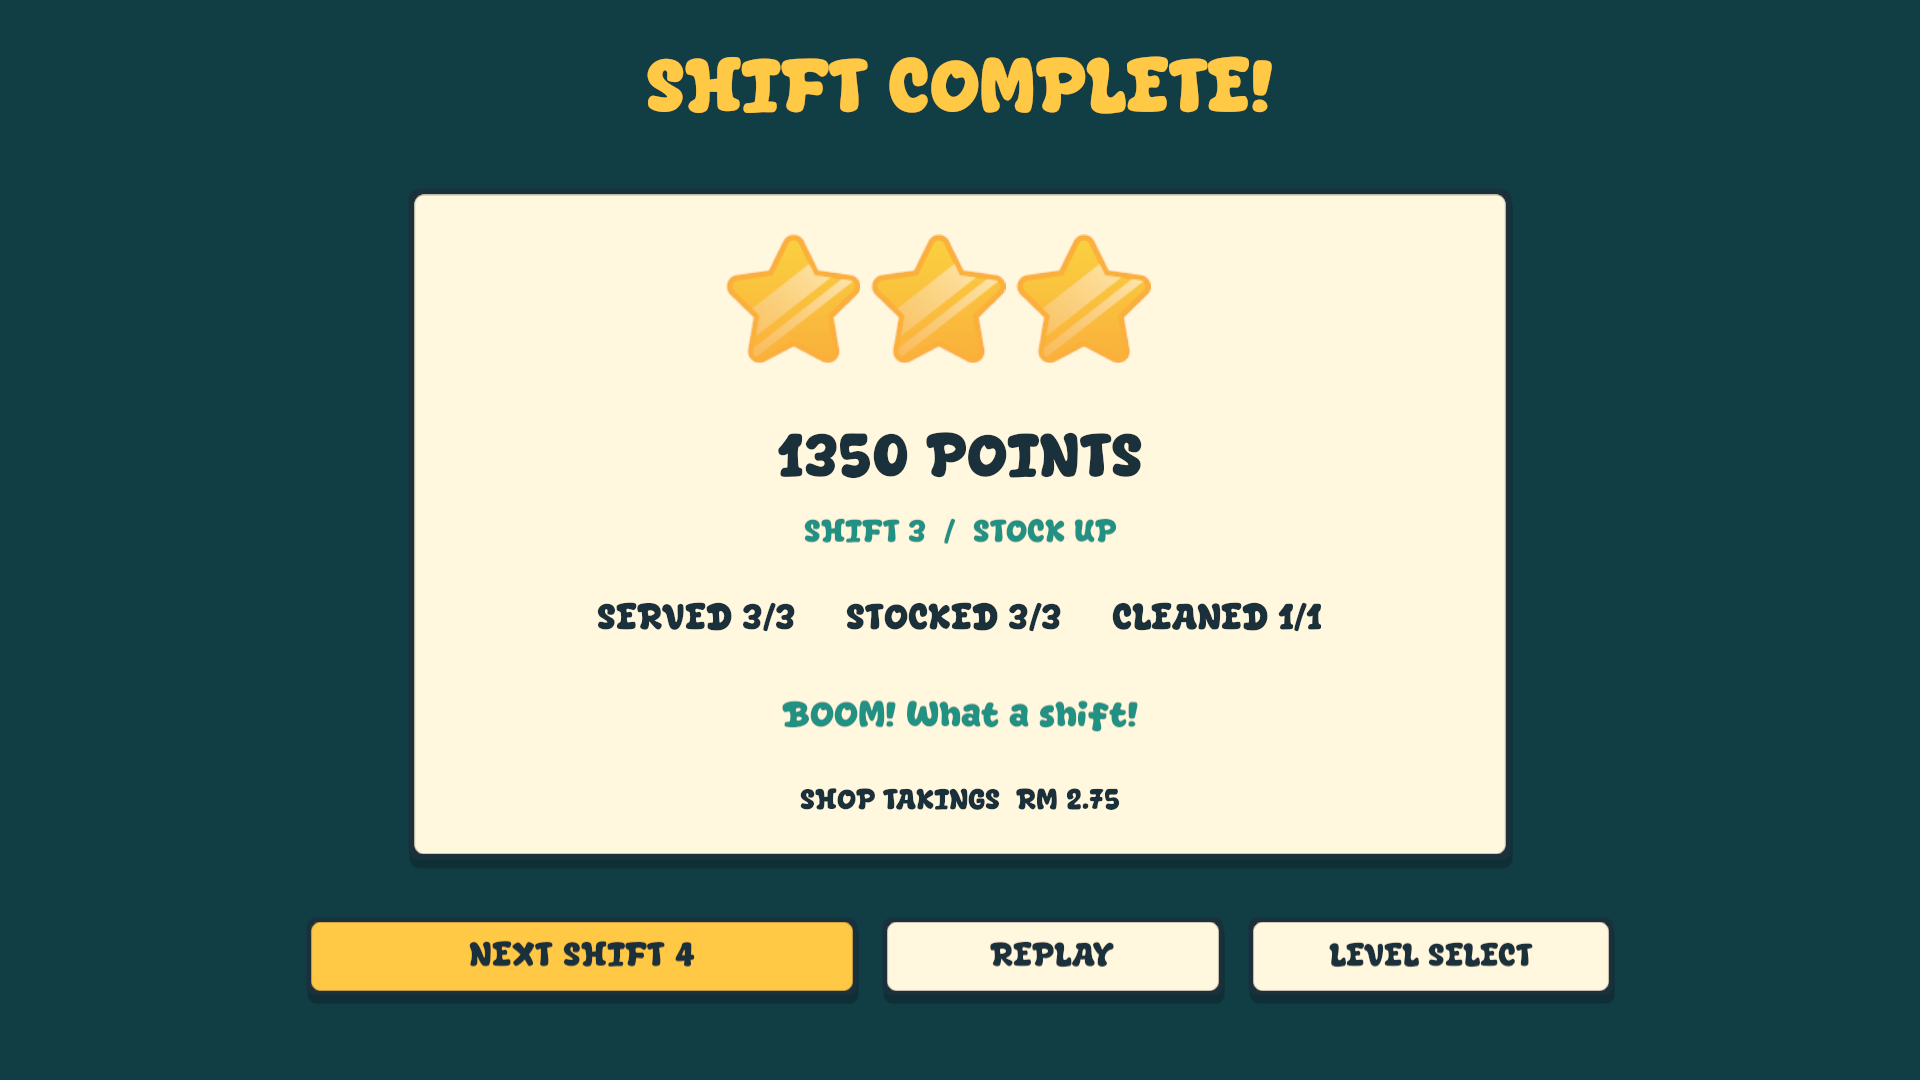 SHIFT COMPLETE!
1350 POINTS
SHIFT 3 / STOCK UP
SERVED 3/3 STOCKED 3/3 CLEANED 1/1
BOOM! What a shift!
SHOP TAKINGS RM 2.75
NEXT SHIFT 4 REPLAY LEVEL SELECT